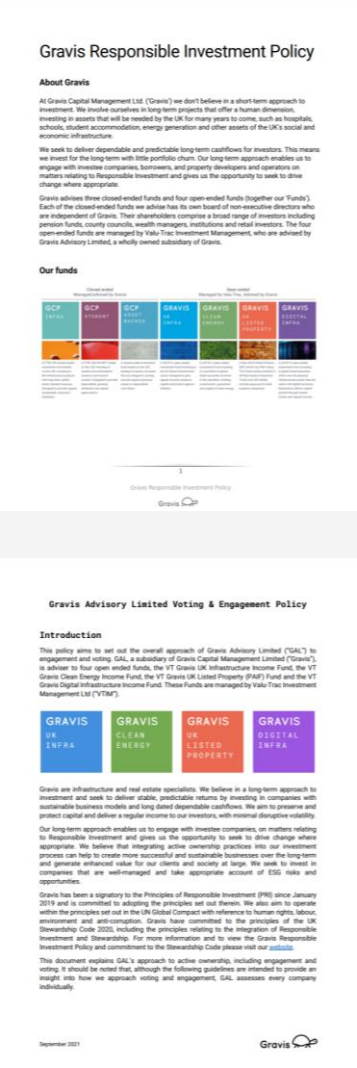 Gravis Responsible Investment Policy
About Gravis
At Gravis Capital Management Ltd. ('Gravis') we don't believe in a short-term approach to
investment. We involve ourselves in long-term projects that offer a human dimension,
investing in assets that will be needed by the UK for many years to come, such as hospitals,
schools, student accommodation, energy generation and other assets of the UK's social and
economic infrastructure.
We seek to deliver dependable and predictable long-term cashflows for investors. This means
we invest for the long-term with little portfolio churn. Our long-term approach enables us to
engage with investee companies, borrowers, and property developers and operators on
matters relating to Responsible Investment and gives us the opportunity to seek to drive
change where appropriate.
Gravis advises three closed-ended funds and four open-ended funds (together our 'Funds').
Each of the closed-ended funds we advise has its own board of non-executive directors who
are independent of Gravis. Their shareholders comprise a broad range of investors including
pension funds, county councils, wealth managers, institutions and retail investors. The four
open-ended funds are managed by Valu-Trac Investment Management, who are advised by
Gravis Advisory Limited, a wholly owned subsidiary of Gravis.
Our funds
Closed-ended
Managed/advised by Gravis
Open-ended
Managed by Valu-Trac, Advised by Gravis
GCP
INFRA
GCP
STUDENT
GCP
ASSET
BACKED
GRAVIS
UK
INFRA
GRAVIS
CLEAN
ENERGY
GRAVIS
UK
LISTED
PROPERTY
GRAVIS
DIGITAL
INFRA
1
Gravis Responsible Investment Policy
Gravis
Gravis Advisory Limited Voting & Engagement Policy
Introduction
This policy aims to set out the overall approach of Gravis Advisory Limited ("GAL") to
engagement and voting. GAL, a subsidiary of Gravis Capital Management Limited ("Gravis"),
is adviser to four open ended funds, the VT Gravis UK Infrastructure Income Fund, the VT
Gravis Clean Energy Income Fund, the VT Gravis UK Listed Property (PAIF) Fund and the VT
Gravis Digital Infrastructure Income Fund. These Funds are managed by Valu-Trac Investment
Management Ltd ("VTIM").
GRAVIS
UK
INFRA
GRAVIS
CLEAN
ENERGY
GRAVIS
UK
LISTED
PROPERTY
GRAVIS
DIGITAL
INFRA
Gravis are infrastructure and real estate specialists. We believe in a long-term approach to
investment and seek to deliver stable, predictable returns by investing in companies with
sustainable business models and long dated dependable cashflows. We aim to preserve and
protect capital and deliver a regular income to our investors, with minimal disruptive volatility.
Our long-term approach enables us to engage with investee companies, on matters relating
to Responsible Investment and gives us the opportunity to seek to drive change where
appropriate. We believe that integrating active ownership practices into our investment
process can help to create more successful and sustainable businesses over the long-term
and generate enhanced value for our clients and society at large. We seek to invest in
companies that are well-managed and take appropriate account of ESG risks and
opportunities.
Gravis has been a signatory to the Principles of Responsible Investment (PRI) since January
2019 and is committed to adopting the principles set out therein. We also aim to operate
within the principles set out in the UN Global Compact with reference to human rights, labour,
environment and anti-corruption. Gravis have committed to the principles of the UK
Stewardship Code 2020, including the principles relating to the integration of Responsible
Investment and Stewardship. For more information and to view the Gravis Responsible
Investment Policy and commitment to the Stewardship Code please visit our website.
This document explains GAL's approach to active ownership, including engagement and
voting. It should be noted that, although the following guidelines are intended to provide an
insight into how we approach voting and engagement, GAL assesses every company
individually.
September 2021
Gravis